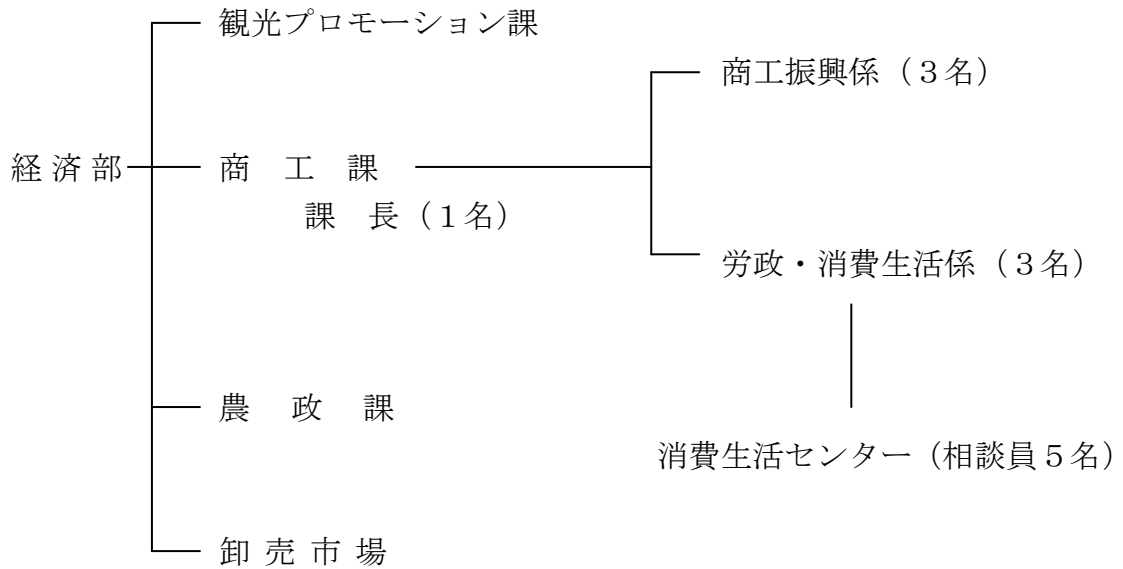 観光プロモーション課
商工振興係（３名）
経済部
商工課
課長（１名）
労政・消費生活係（３名）
農政課
消費生活センター（相談員５名）
卸売市場